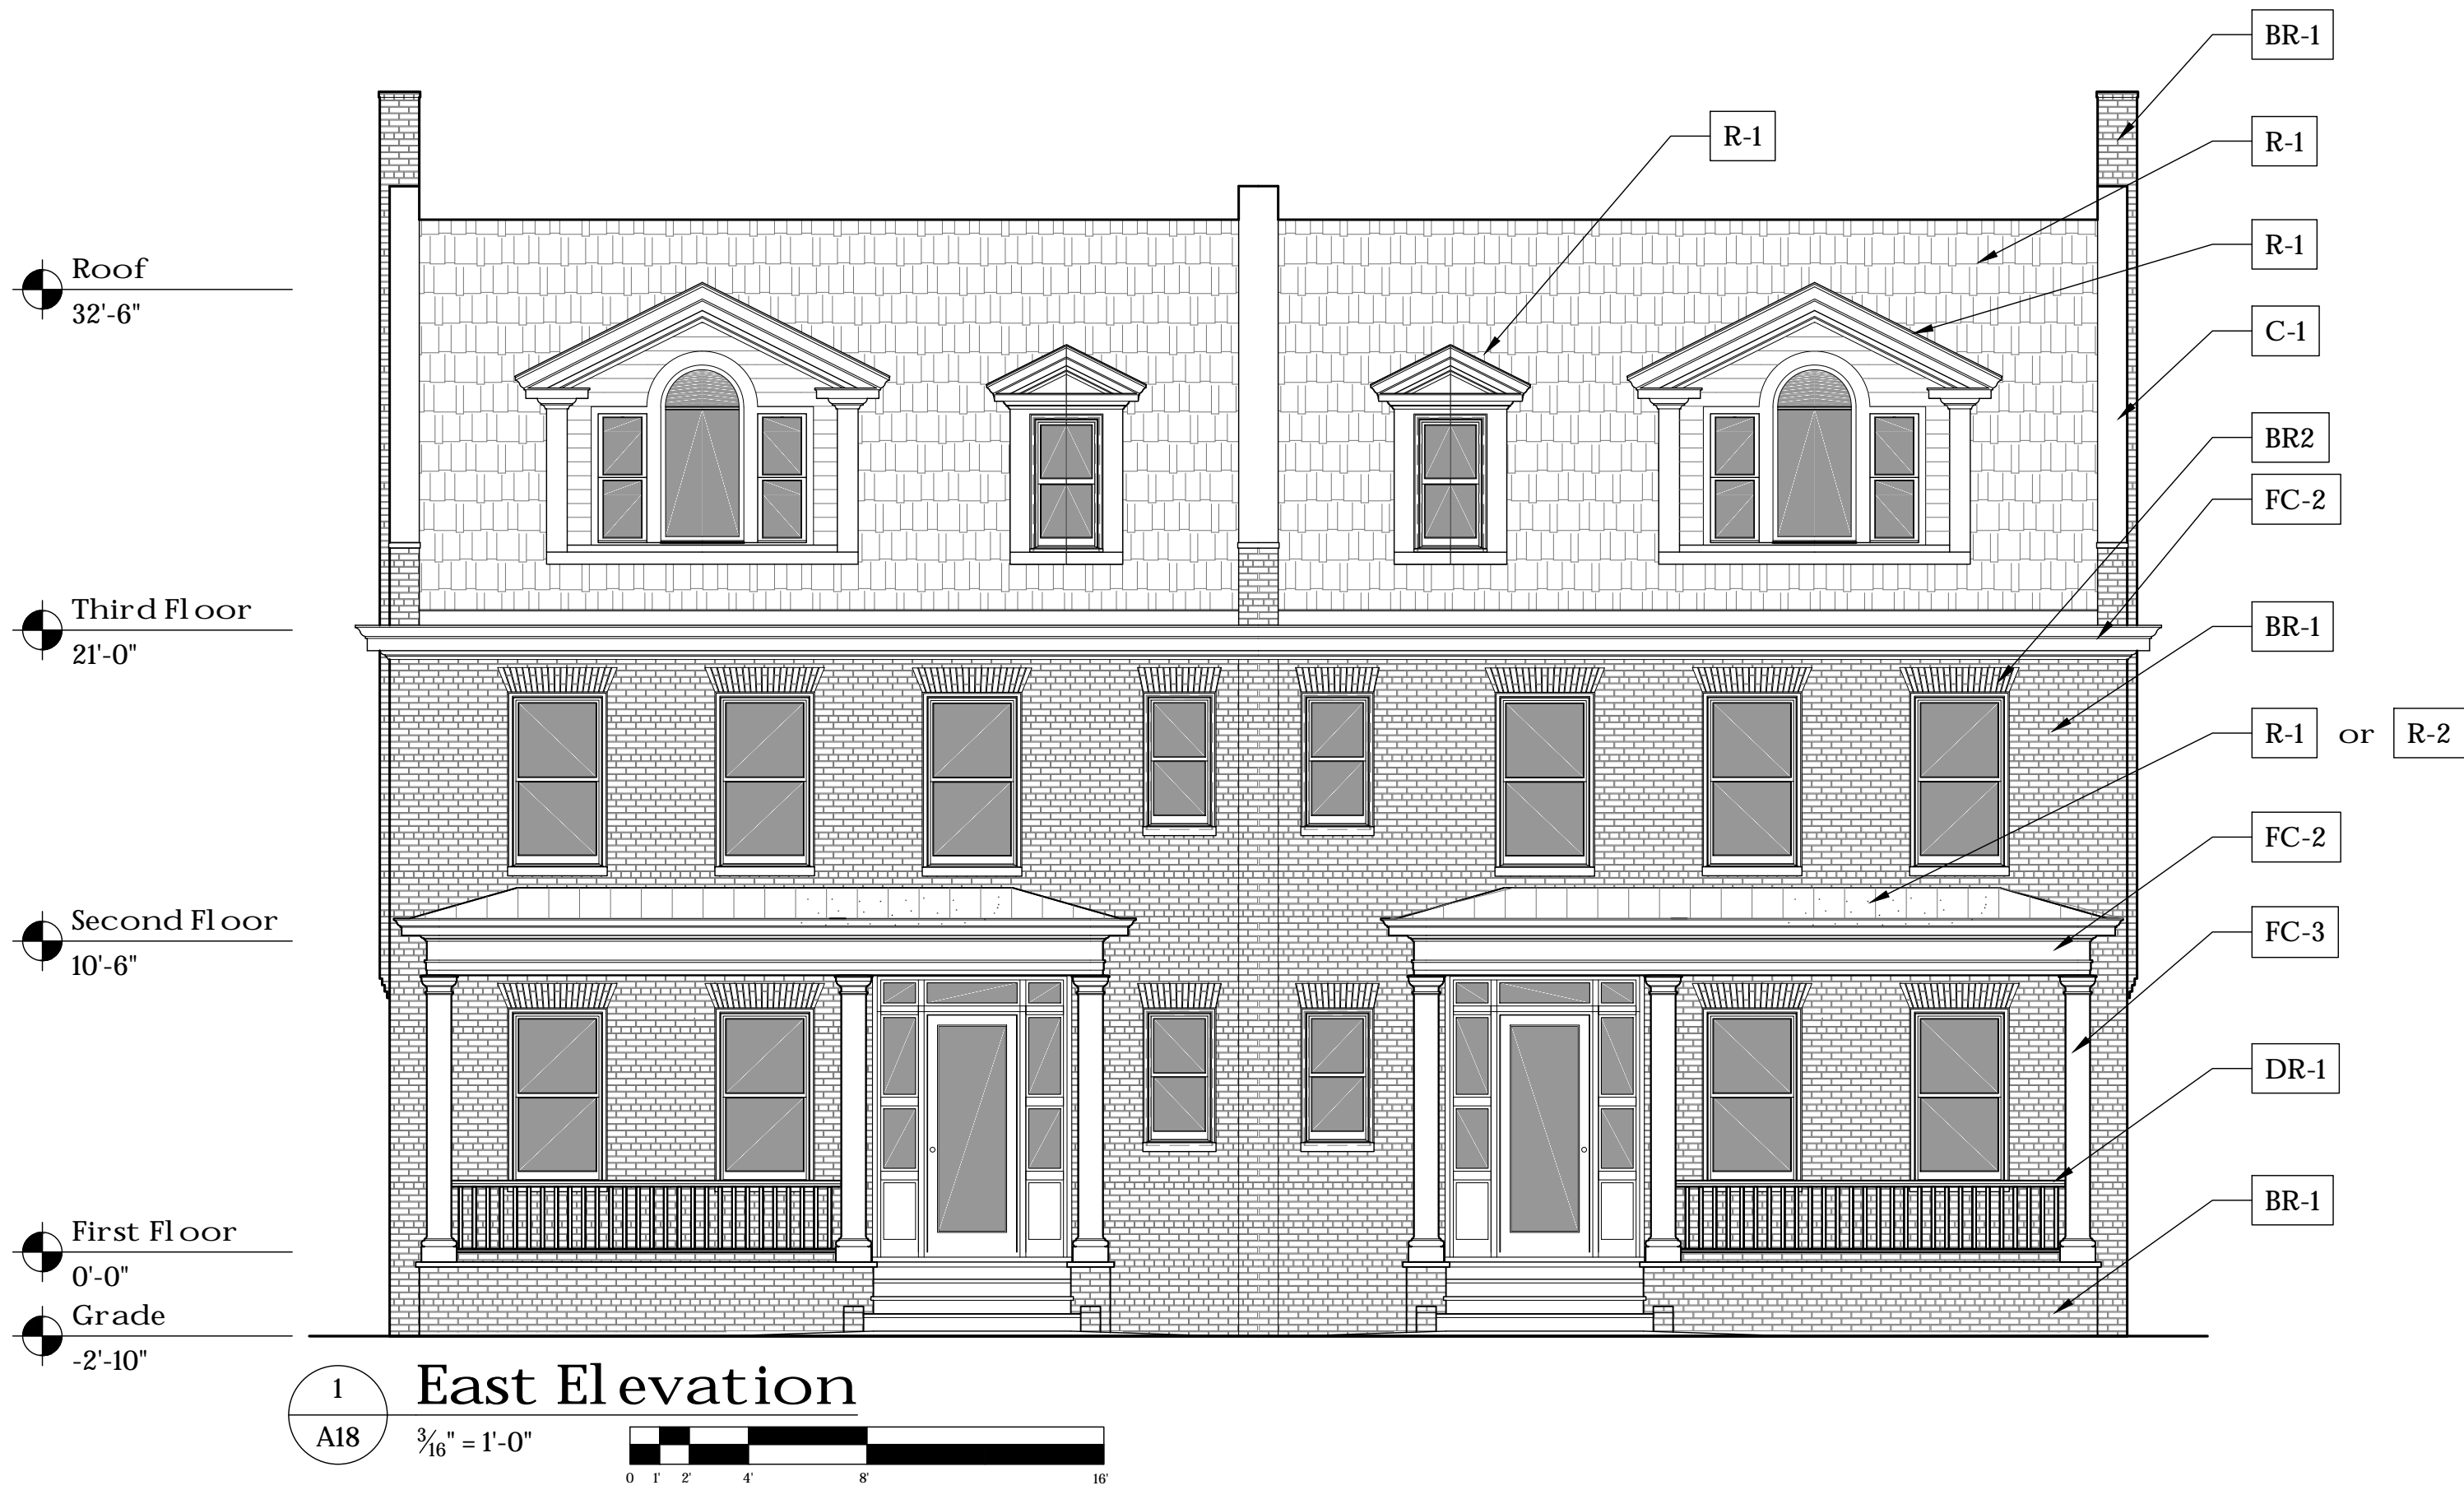 BR-1
R-1
R-1
R-1
C-1
BR2
FC-2
BR-1
R-1 or R-2
FC-2
FC-3
DR-1
BR-1
Roof
32'-6"
Third Floor
21'-0"
Second Floor
10'-6"
First Floor
0'-0"
Grade
-2'-10"
1
A18
East Elevation
3/16" = 1'-0"
0 1' 2' 4' 8' 16'